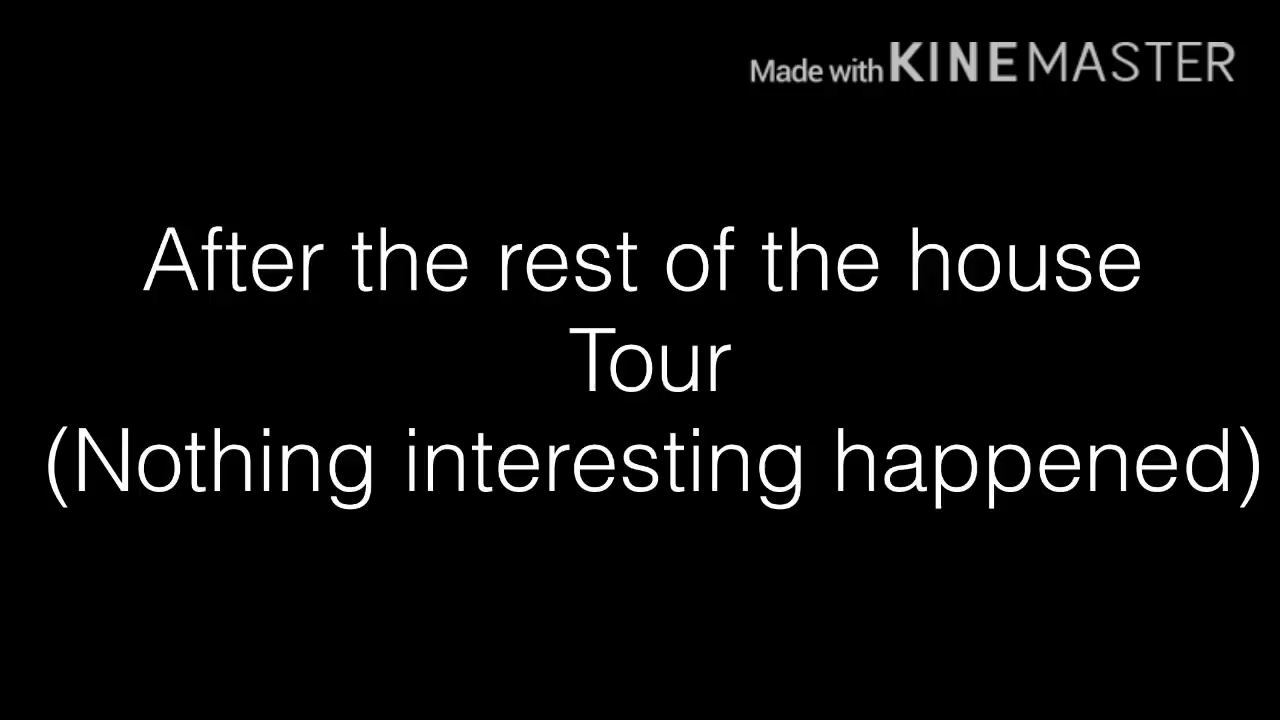 Made with KINEMASTER
After the rest of the house
Tour
(Nothing interesting happened)